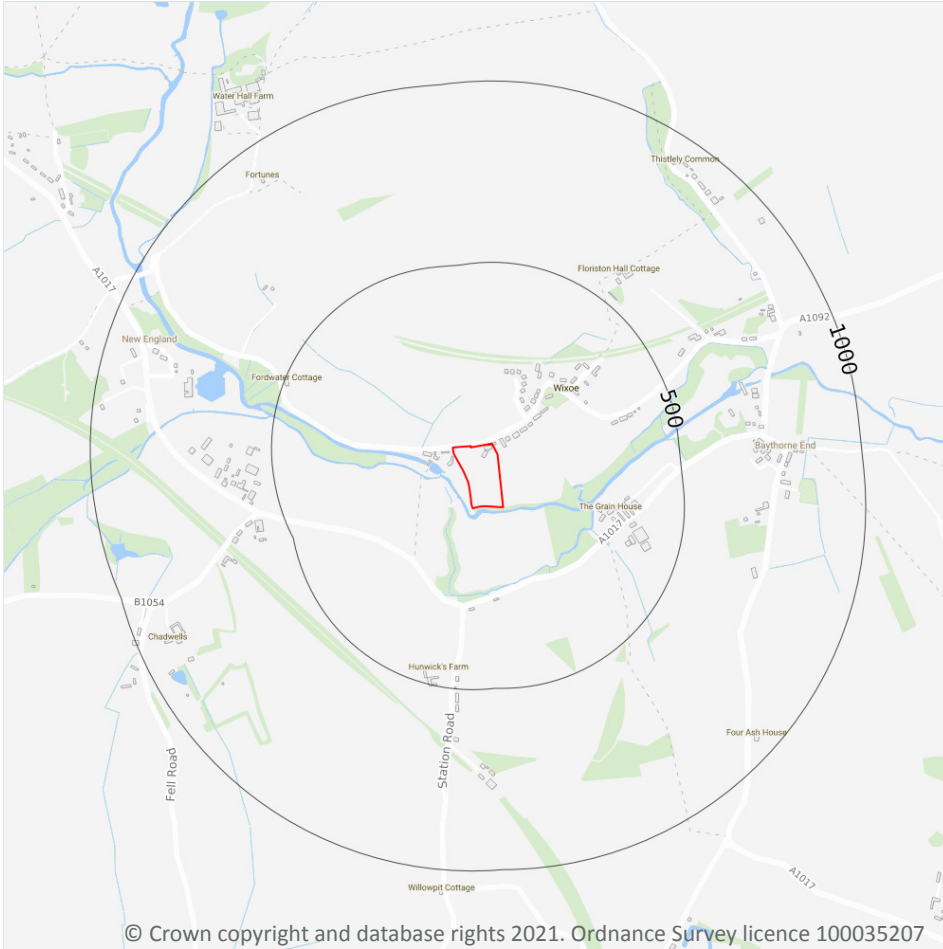 Water Hall Farm
Thistlely Common
Fortunes
Floriston Hall Cottage
A1017
A1092
1000
New England
Fordwater Cottage
Wixoe
500
Baythorne End
The Grain House
A1017
B1054
Chadwells
Hunwick's Farm
Four Ash House
Station Road
Fell Road
A1017
Willowpit Cottage
© Crown copyright and database rights 2021. Ordnance Survey licence 100035207